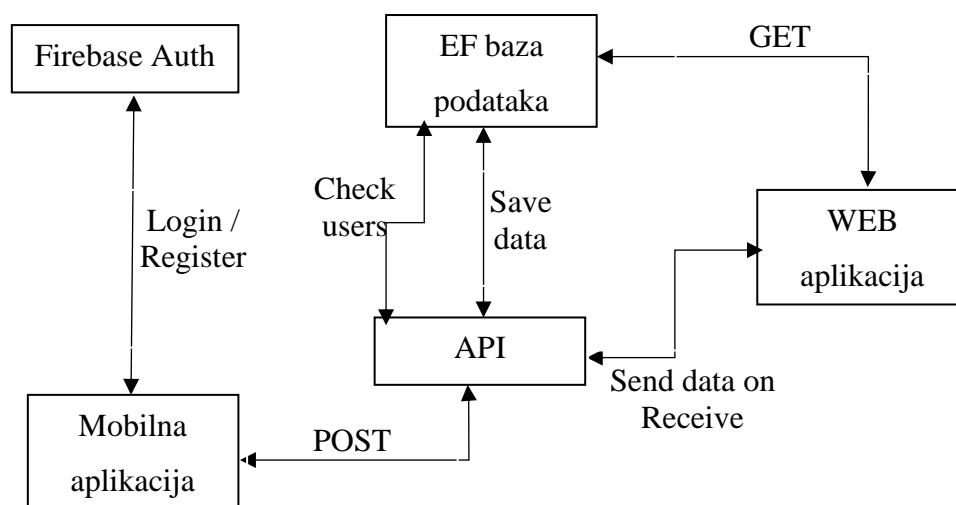 Firebase Auth
EF baza
podataka
GET
Check
users
Save
data
Login /
Register
WEB
aplikacija
API
Send data on
Receive
Mobilna
aplikacija
POST